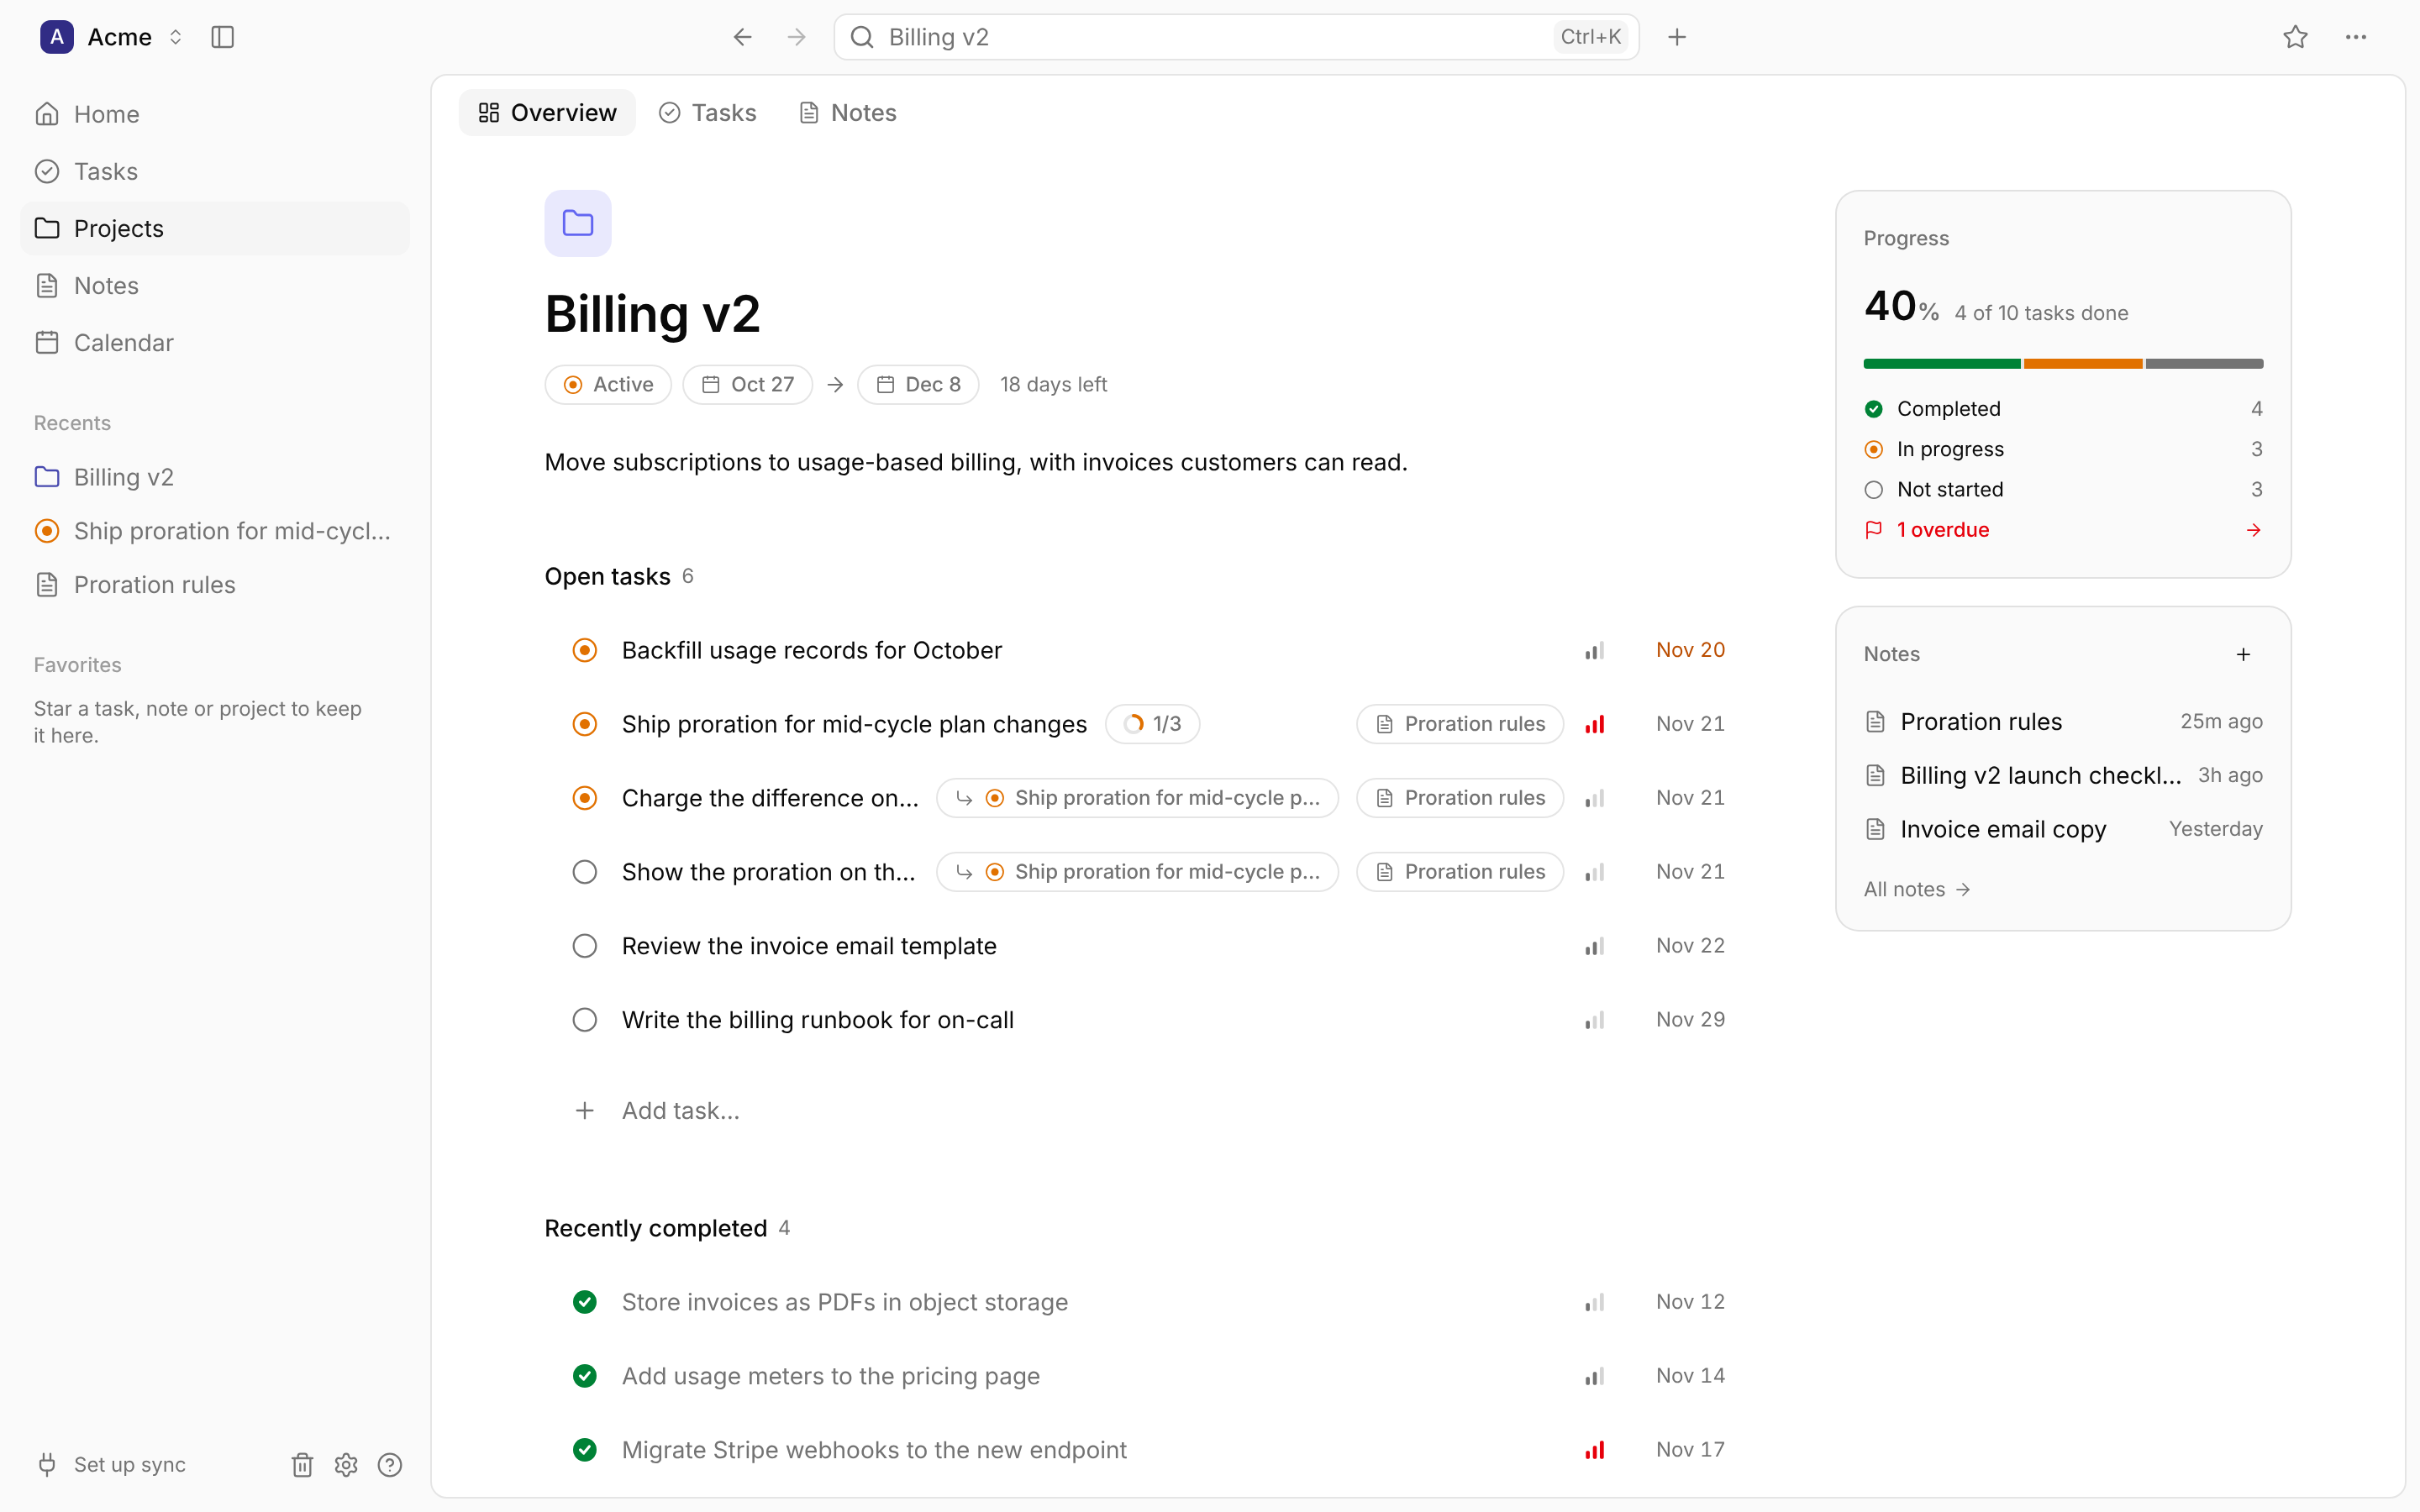 A Acme
Billing v2 Ctrl+K
Home
Tasks
Projects
Notes
Calendar
Recents
Billing v2
Ship proration for mid-cycl...
Proration rules
Favorites
Star a task, note or project to keep
it here.
Set up sync
Overview Tasks Notes
Billing v2
Active Oct 27 → Dec 8 18 days left
Move subscriptions to usage-based billing, with invoices customers can read.
Open tasks 6
Backfill usage records for October Nov 20
Ship proration for mid-cycle plan changes 1/3 Proration rules Nov 21
Charge the difference on... Ship proration for mid-cycle p... Proration rules Nov 21
Show the proration on th... Ship proration for mid-cycle p... Proration rules Nov 21
Review the invoice email template Nov 22
Write the billing runbook for on-call Nov 29
Add task...
Recently completed 4
Store invoices as PDFs in object storage Nov 12
Add usage meters to the pricing page Nov 14
Migrate Stripe webhooks to the new endpoint Nov 17
Progress
40% 4 of 10 tasks done
Completed 4
In progress 3
Not started 3
1 overdue
Notes
Proration rules 25m ago
Billing v2 launch checkl... 3h ago
Invoice email copy Yesterday
All notes →